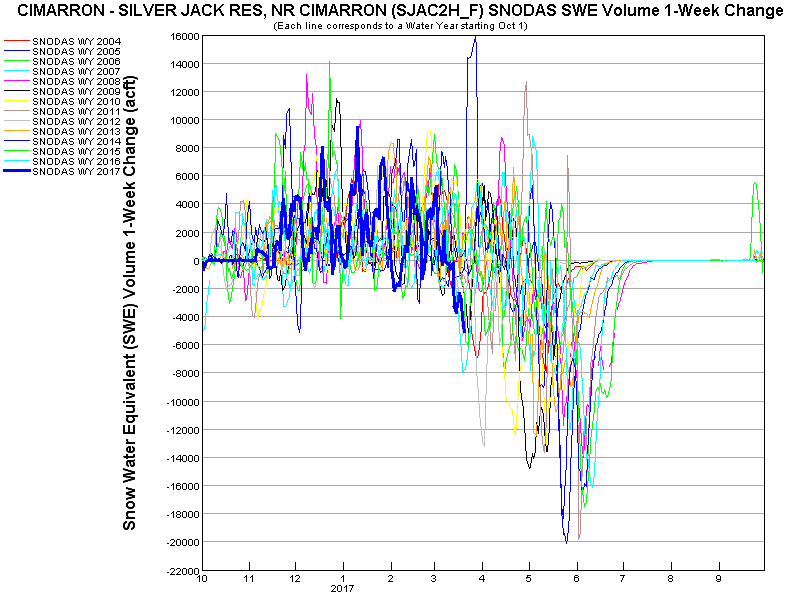 CIMARRON - SILVER JACK RES, NR CIMARRON (SJAC2H_F) SNODAS SWE Volume 1-Week Change
(Each line corresponds to a Water Year starting Oct 1)
SNODAS WY 2004
SNODAS WY 2005
SNODAS WY 2006
SNODAS WY 2007
SNODAS WY 2008
SNODAS WY 2009
SNODAS WY 2010
SNODAS WY 2011
SNODAS WY 2012
SNODAS WY 2013
SNODAS WY 2014
SNODAS WY 2015
SNODAS WY 2016
SNODAS WY 2017
Snow Water Equivalent (SWE) Volume 1-Week Change (acft)
16000
14000
12000
10000
8000
6000
4000
2000
0
-2000
-4000
-6000
-8000
-10000
-12000
-14000
-16000
-18000
-20000
-22000
10 11 12 1 2 3 4 5 6 7 8 9
2017